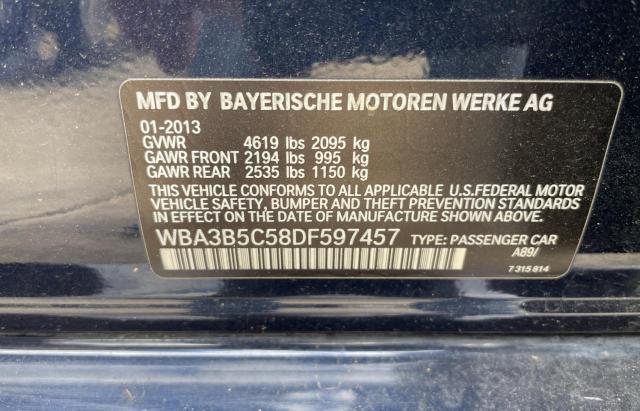 MFD BY BAYERISCHE MOTOREN WERKE AG
01-2013
GVWR 4619 lbs 2095 kg
GAWR FRONT 2194 lbs 995 kg
GAWR REAR 2535 lbs 1150 kg
THIS VEHICLE CONFORMS TO ALL APPLICABLE U.S.FEDERAL MOTOR
VEHICLE SAFETY, BUMPER AND THEFT PREVENTION STANDARDS
IN EFFECT ON THE DATE OF MANUFACTURE SHOWN ABOVE.
WBA3B5C58DF597457 TYPE: PASSENGER CAR
A89/
7 315 814